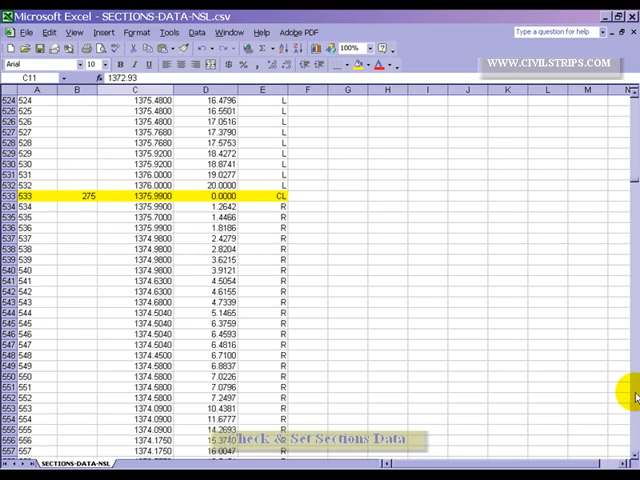 Microsoft Excel - SECTIONS-DATA-NSL.csv
File Edit View Insert Format Tools Data Window Help Adobe PDF
Type a question for help
100%
Arial 10 B I U $ % ,
WWW.CIVILSTRIPS.COM
C11 fx 1372.93
A B C D E F G H I J K L M N
524 524 1375.4800 16.4796 L
525 525 1375.4800 16.5501 L
526 526 1375.4800 17.0516 L
527 527 1375.7680 17.3790 L
528 528 1375.7680 17.5753 L
529 529 1375.9200 18.4272 L
530 530 1375.9200 18.8741 L
531 531 1376.0000 19.0277 L
532 532 1376.0000 20.0000 L
533 533 275 1375.9900 0.0000 CL
534 534 1375.9900 1.2642 R
535 535 1375.7000 1.4466 R
536 536 1375.9900 1.8186 R
537 537 1374.9800 2.4279 R
538 538 1374.9800 2.8204 R
539 539 1374.9800 3.6215 R
540 540 1374.9800 3.9121 R
541 541 1374.6300 4.5054 R
542 542 1374.6300 4.6155 R
543 543 1374.6800 4.7339 R
544 544 1374.5040 5.1465 R
545 545 1374.5040 6.3759 R
546 546 1374.5040 6.4593 R
547 547 1374.5040 6.4816 R
548 548 1374.4500 6.7100 R
549 549 1374.5800 6.8837 R
550 550 1374.5800 7.0226 R
551 551 1374.5800 7.0796 R
552 552 1374.5800 7.2497 R
553 553 1374.0900 10.4381 R
554 554 1374.0900 11.6777 R
555 555 1374.0900 14.2693 R
556 556 1374.1750 15.3740 R
557 557 1374.1750 16.0047 R
Check & Set Sections Data
SECTIONS-DATA-NSL